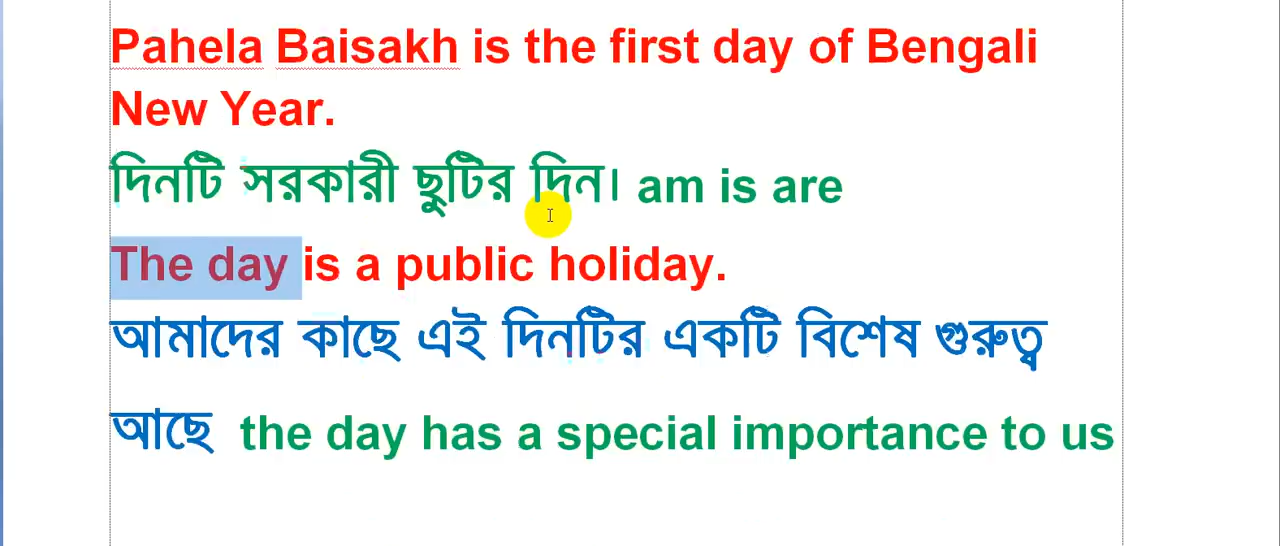 Pahela Baisakh is the first day of Bengali
New Year.
দিনটি সরকারী ছুটির দিন। am is are
The day is a public holiday.
আমাদের কাছে এই দিনটির একটি বিশেষ গুরুত্ব
আছে the day has a special importance to us